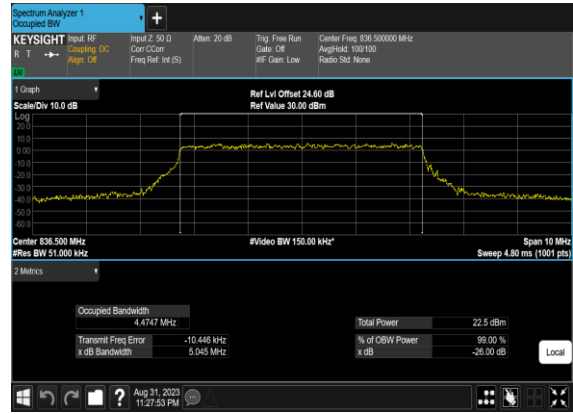 Spectrum Analyzer 1
Occupied BW
+
KEYSIGHT Input: RF Input Z: 50 Ω Atten: 20 dB Trig: Free Run Center Freq: 836.500000 MHz
R T Coupling: DC Corr CCorr Gate: Off Avg|Hold: 100/100
Align: Off Freq Ref: Int (S) #IF Gain: Low Radio Std: None
LNI
1 Graph Ref Lvl Offset 24.60 dB
Scale/Div 10.0 dB Ref Value 30.00 dBm
Log
20.0
10.0
0.00
-10.0
-20.0
-30.0
-40.0
-50.0
-60.0
Center 836.500 MHz #Video BW 150.00 kHz* Span 10 MHz
#Res BW 51.000 kHz Sweep 4.80 ms (1001 pts)
2 Metrics
Occupied Bandwidth
4.4747 MHz Total Power 22.5 dBm
Transmit Freq Error -10.446 kHz % of OBW Power 99.00 %
x dB Bandwidth 5.045 MHz x dB -26.00 dB
Local
? Aug 31, 2023
11:27:53 PM